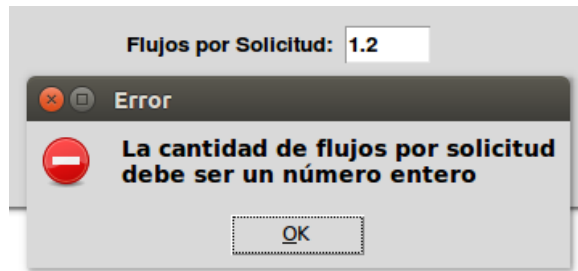 Flujos por Solicitud: 1.2
Error
La cantidad de flujos por solicitud
debe ser un número entero
OK